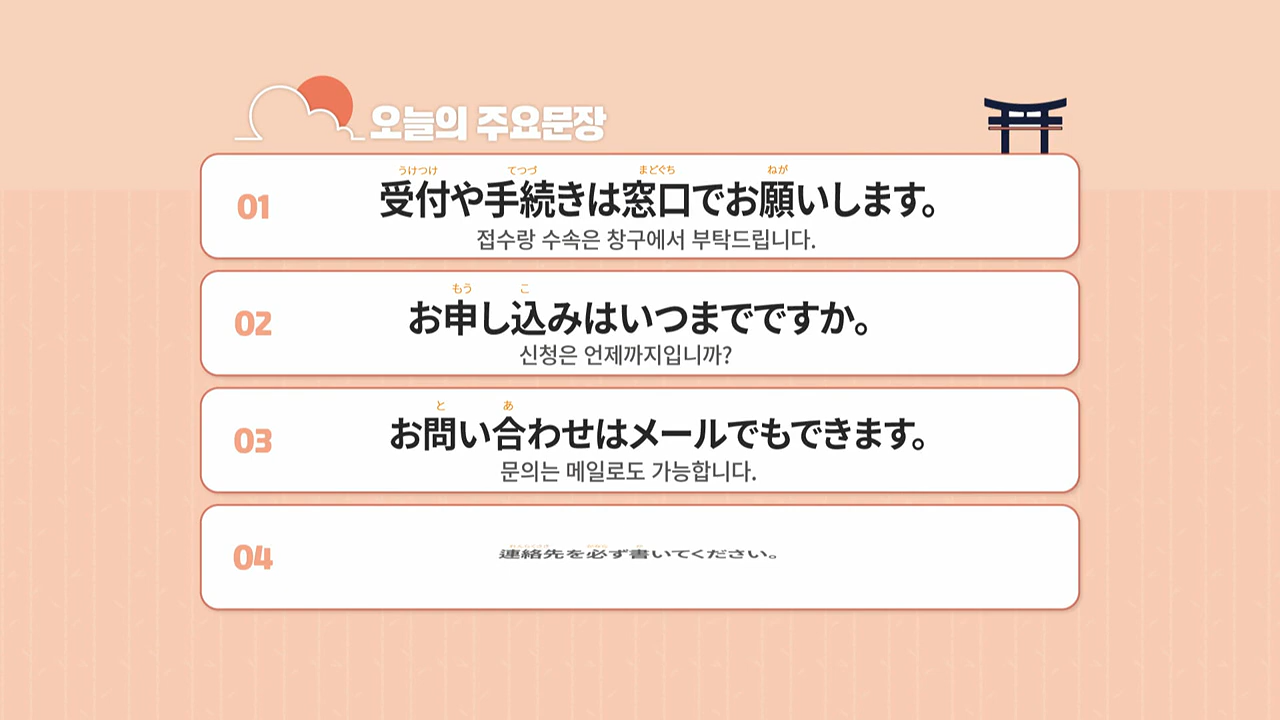 오늘의 주요문장
01
うけつけ てつづ まどぐち ねが
受付や手続きは窓口でお願いします。
접수랑 수속은 창구에서 부탁드립니다.
02
もう こ
お申し込みはいつまでですか。
신청은 언제까지입니까?
03
と あ
お問い合わせはメールでもできます。
문의는 메일로도 가능합니다.
04
連絡先を必ず書いてください。